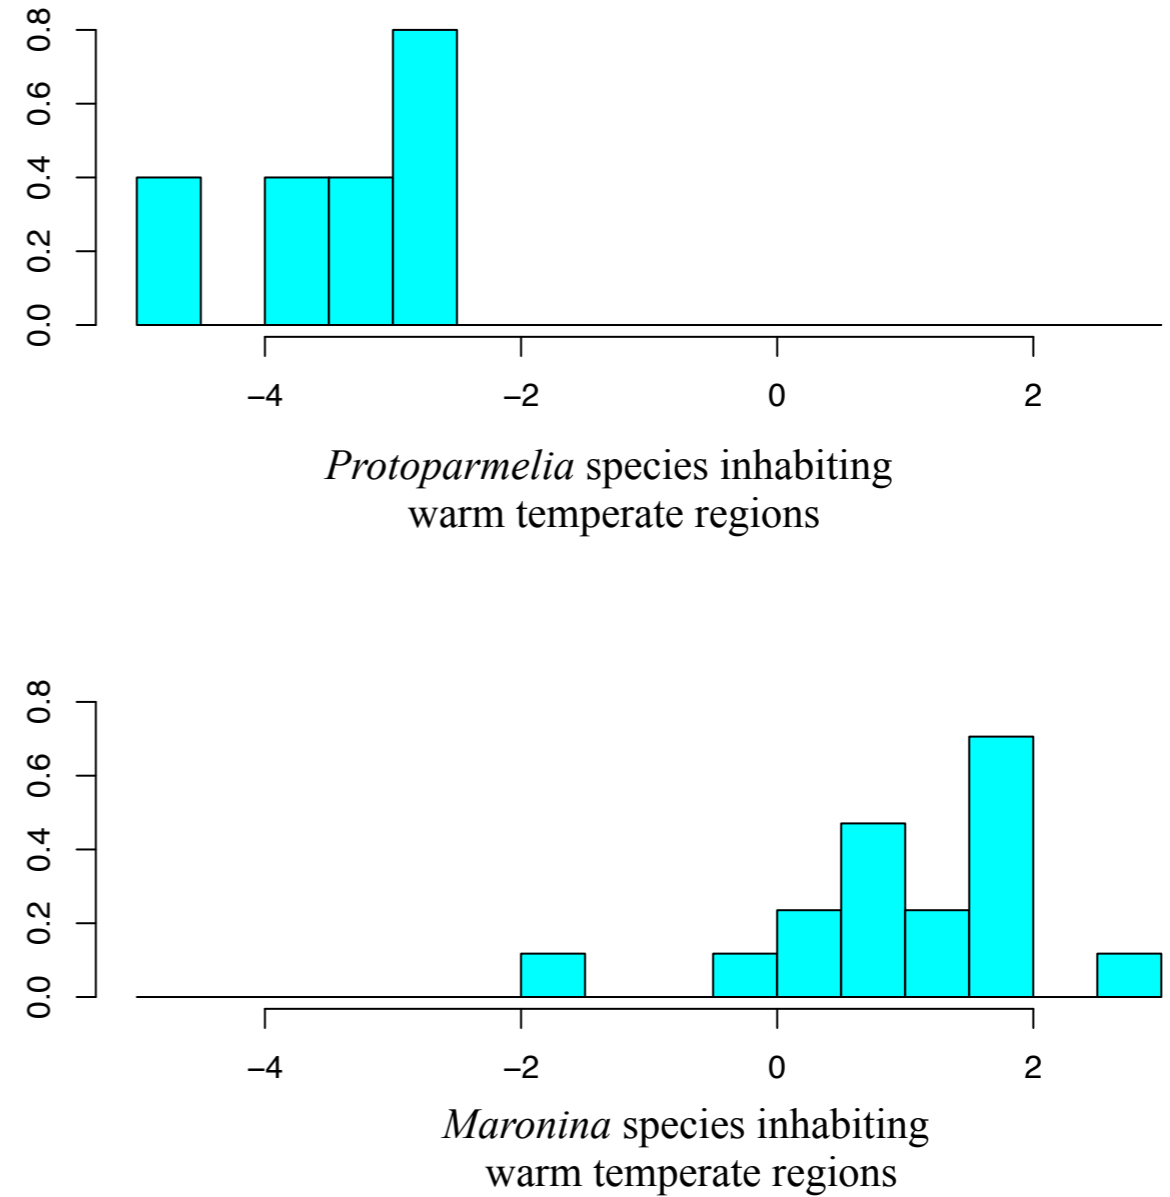 0.8
0.6
0.4
0.2
0.0
−4 −2 0 2
Protoparmelia species inhabiting
warm temperate regions
0.8
0.6
0.4
0.2
0.0
−4 −2 0 2
Maronina species inhabiting
warm temperate regions